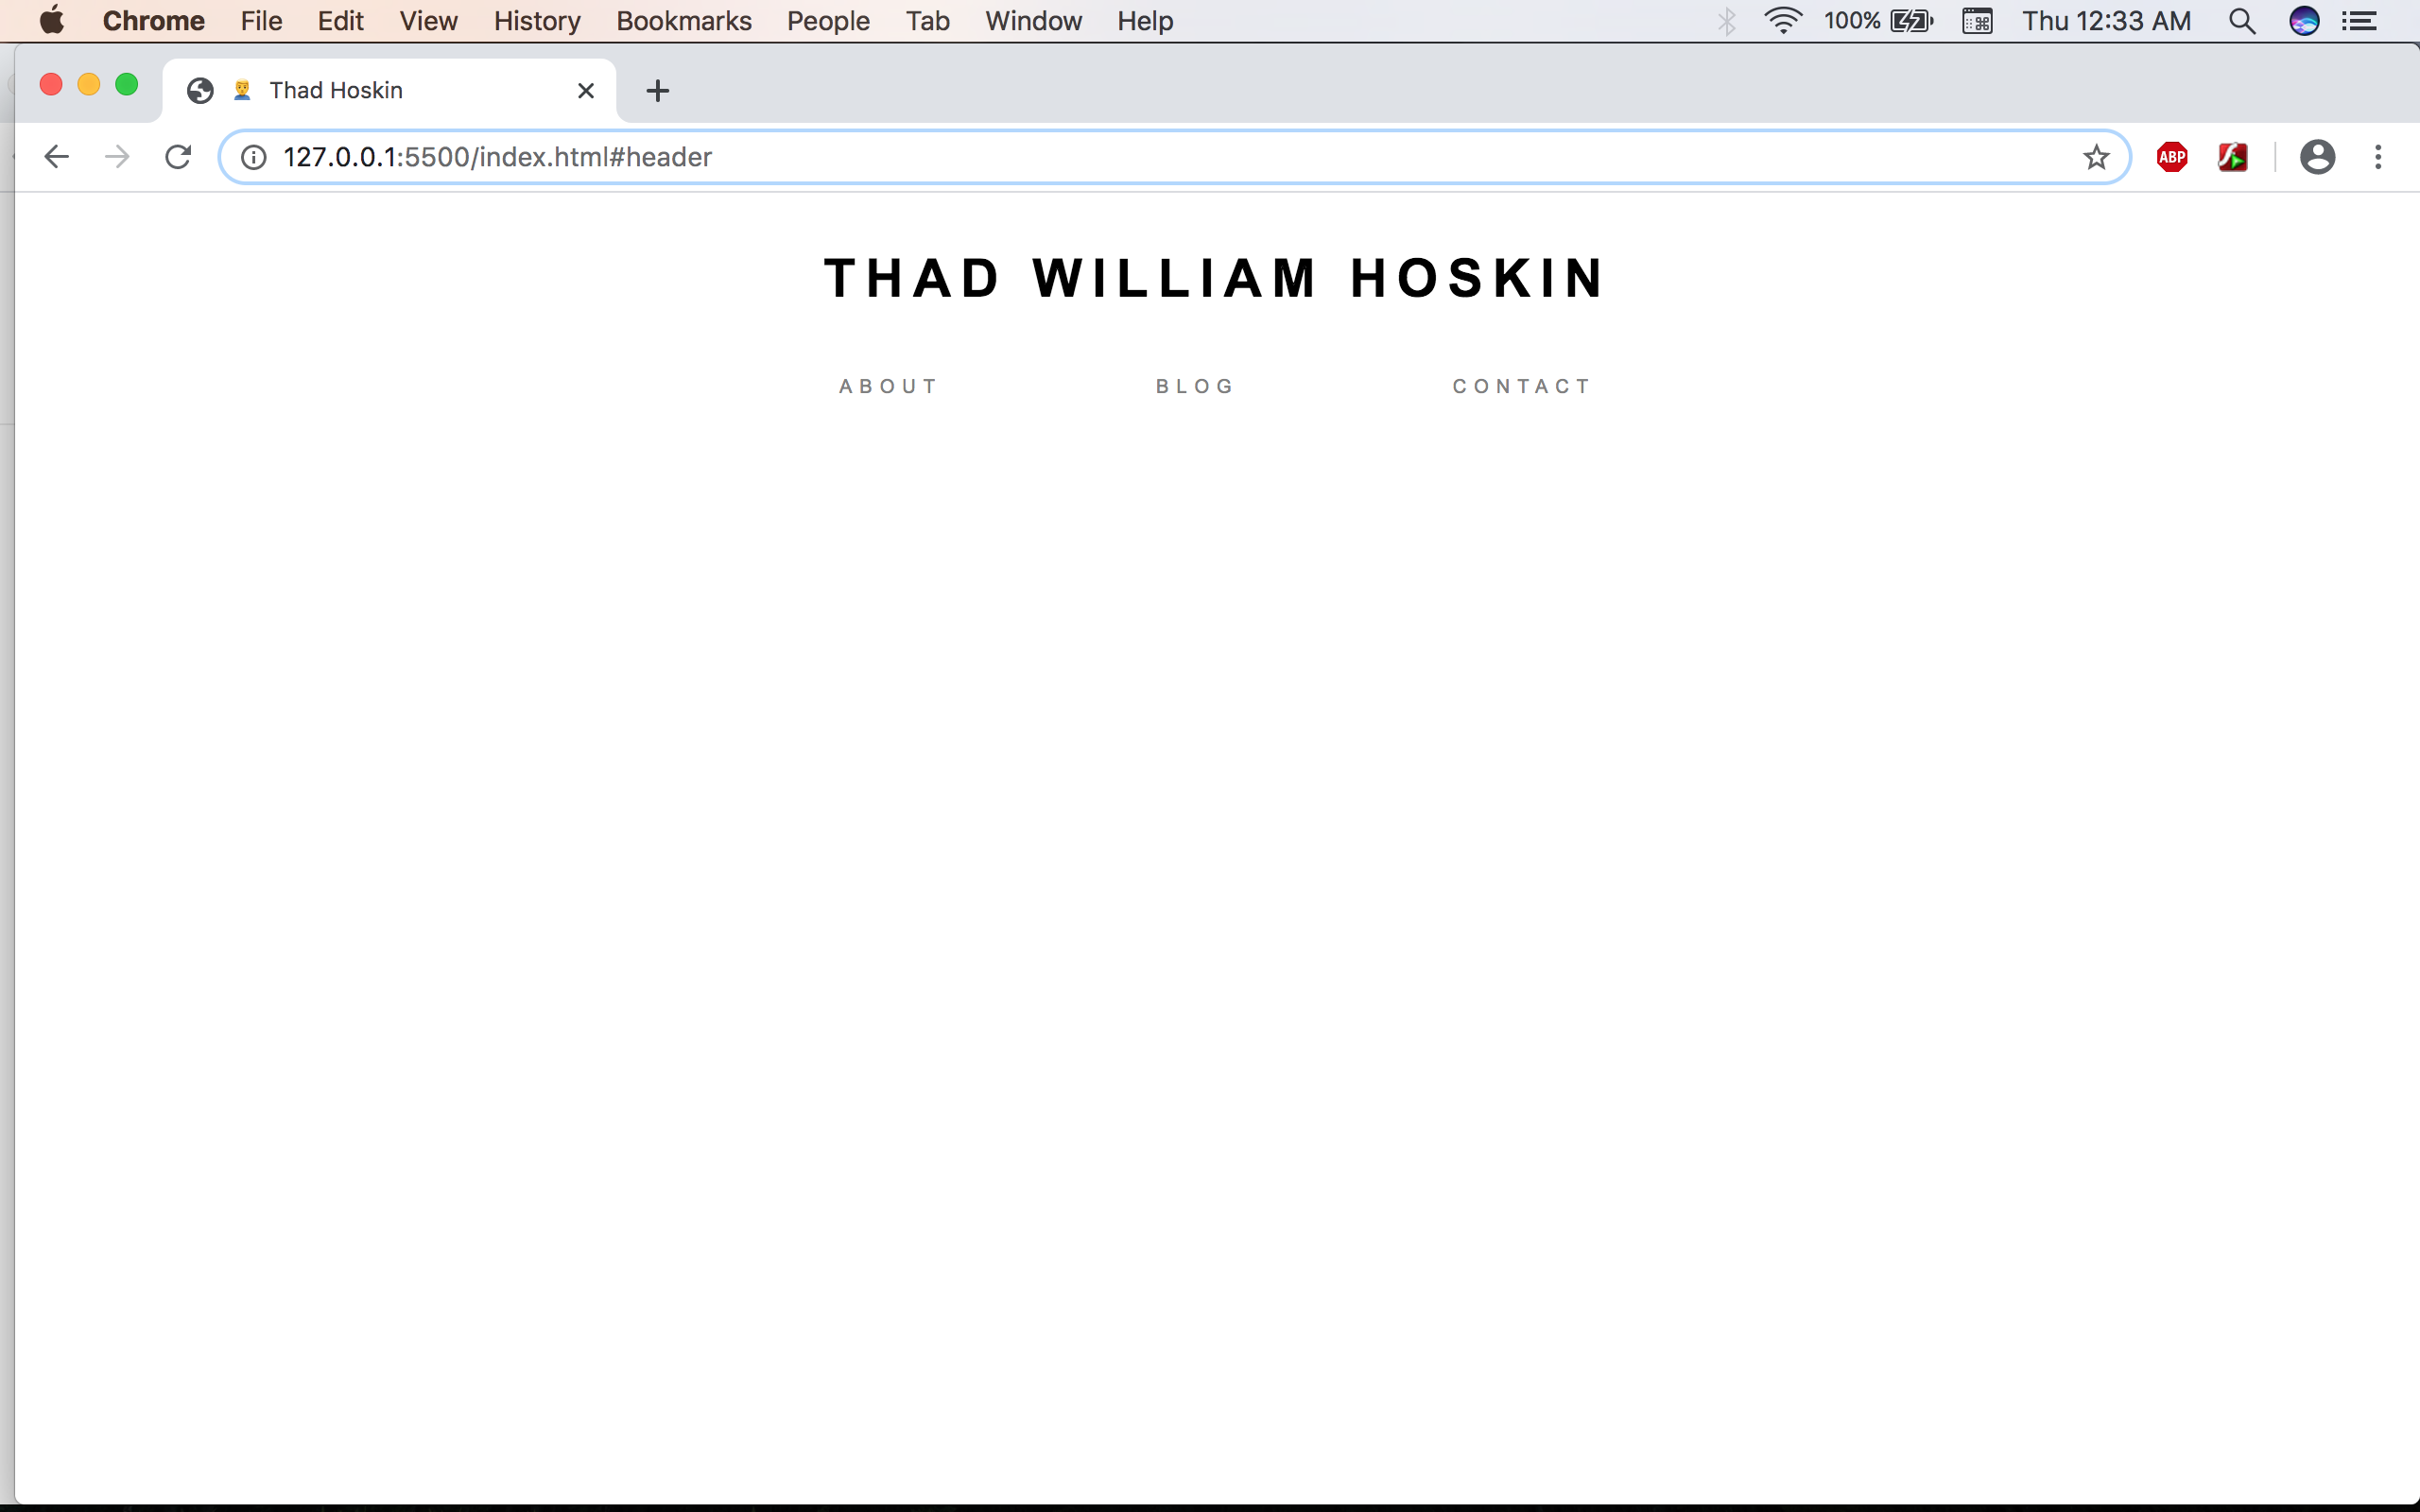 Chrome File Edit View History Bookmarks People Tab Window Help 100% Thu 12:33 AM
Thad Hoskin
127.0.0.1:5500/index.html#header ABP
THAD WILLIAM HOSKIN
ABOUT BLOG CONTACT